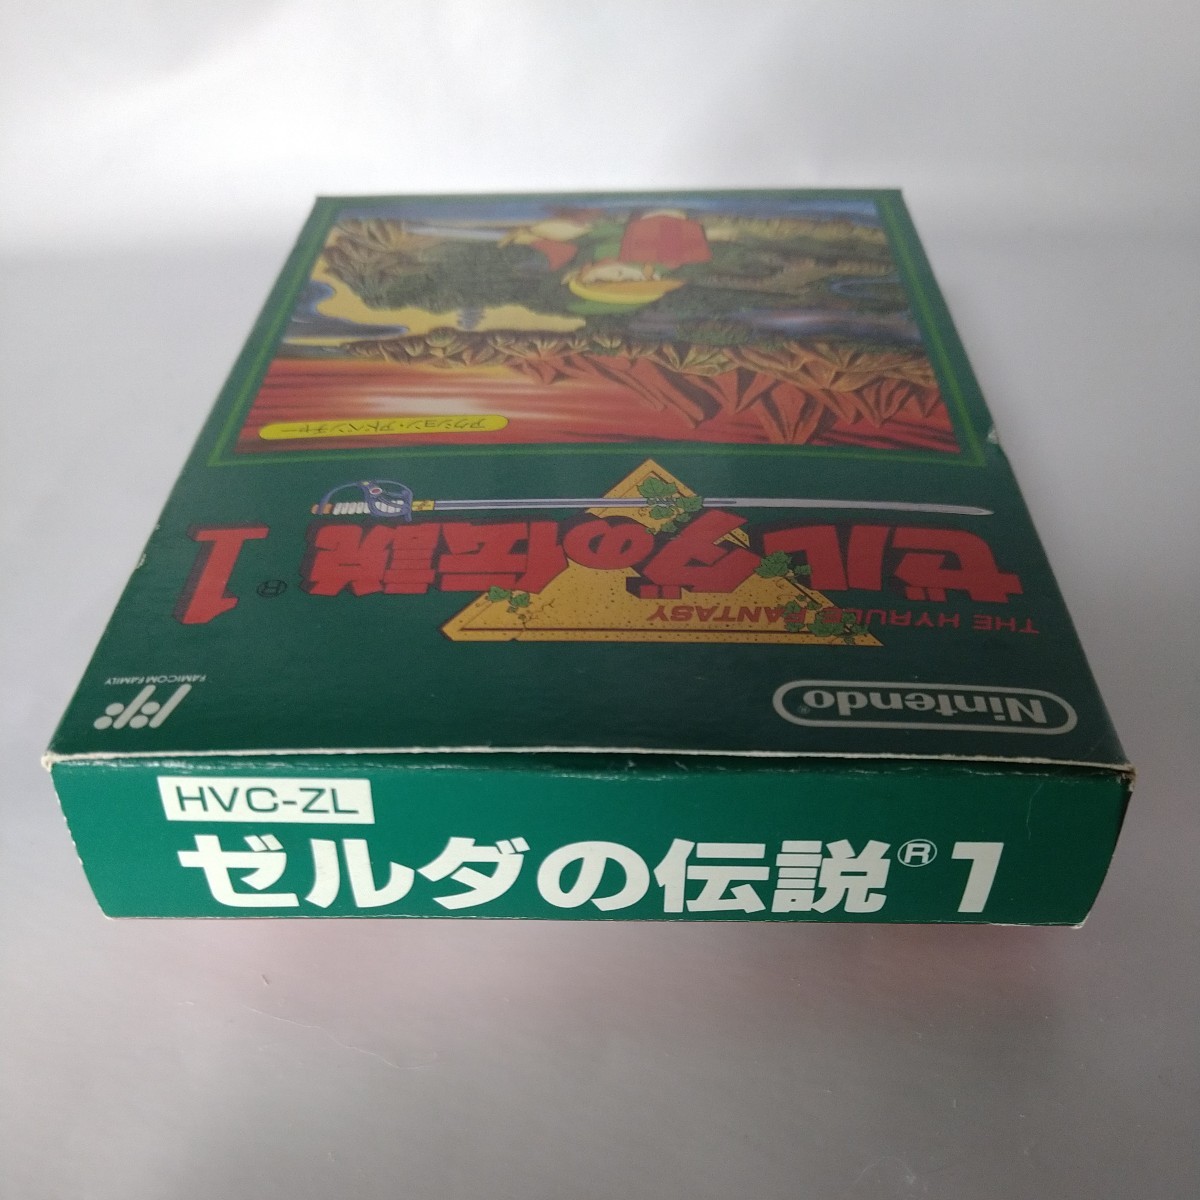 アクション・アドベンチャー
ゼルダの伝説 1®
THE HYRULE FANTASY
FAMICOM FAMILY
Nintendo®
HVC-ZL
ゼルダの伝説® 1